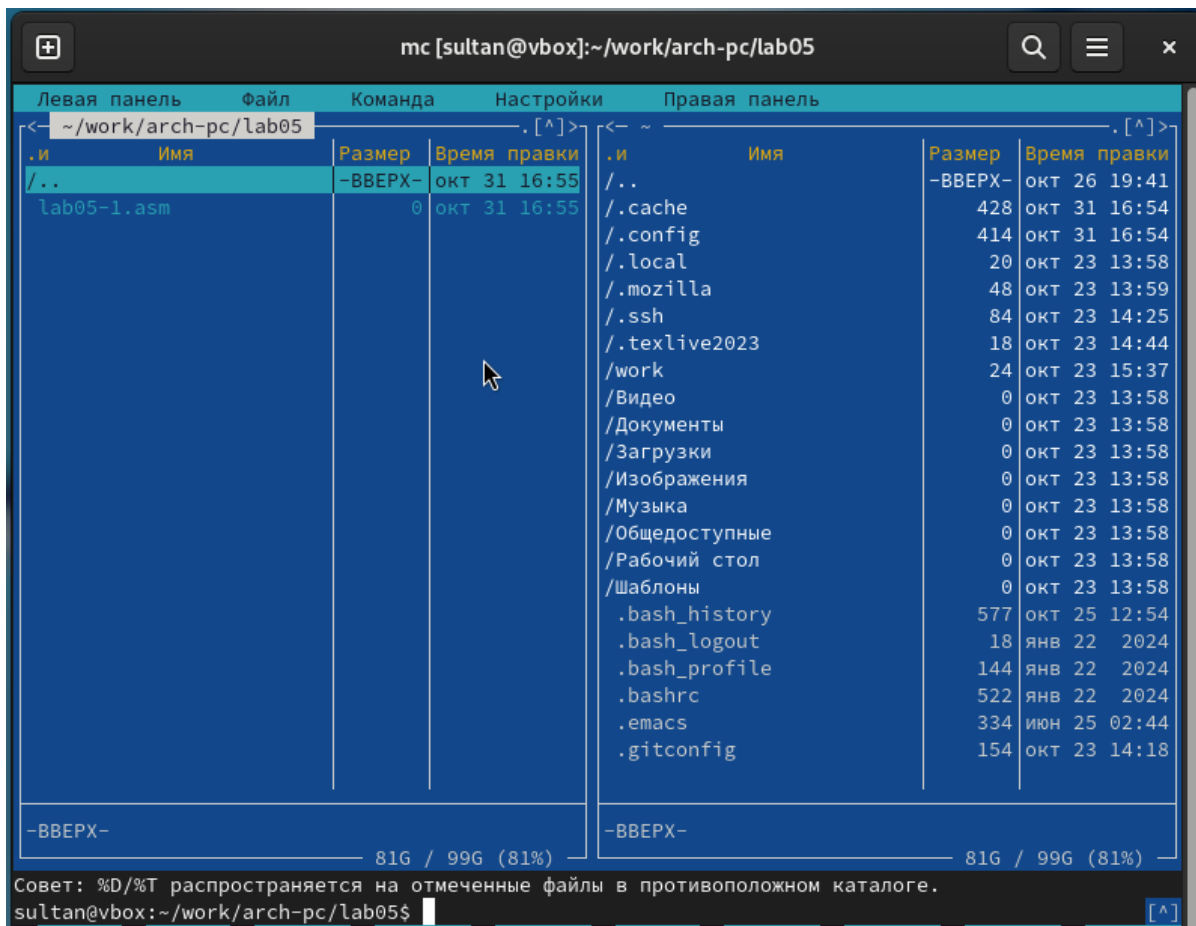 mc [sultan@vbox]:~/work/arch-pc/lab05
Левая панель Файл Команда Настройки Правая панель
<- ~/work/arch-pc/lab05 .[^]>
.и Имя Размер Время правки
/.. -ВВЕРХ- окт 31 16:55
lab05-1.asm 0 окт 31 16:55
-ВВЕРХ-
81G / 99G (81%)
<- ~ .[^]>
.и Имя Размер Время правки
/.. -ВВЕРХ- окт 26 19:41
/.cache 428 окт 31 16:54
/.config 414 окт 31 16:54
/.local 20 окт 23 13:58
/.mozilla 48 окт 23 13:59
/.ssh 84 окт 23 14:25
/.texlive2023 18 окт 23 14:44
/work 24 окт 23 15:37
/Видео 0 окт 23 13:58
/Документы 0 окт 23 13:58
/Загрузки 0 окт 23 13:58
/Изображения 0 окт 23 13:58
/Музыка 0 окт 23 13:58
/Общедоступные 0 окт 23 13:58
/Рабочий стол 0 окт 23 13:58
/Шаблоны 0 окт 23 13:58
.bash_history 577 окт 25 12:54
.bash_logout 18 янв 22 2024
.bash_profile 144 янв 22 2024
.bashrc 522 янв 22 2024
.emacs 334 июн 25 02:44
.gitconfig 154 окт 23 14:18
-ВВЕРХ-
81G / 99G (81%)
Совет: %D/%T распространяется на отмеченные файлы в противоположном каталоге.
sultan@vbox:~/work/arch-pc/lab05$ [^]